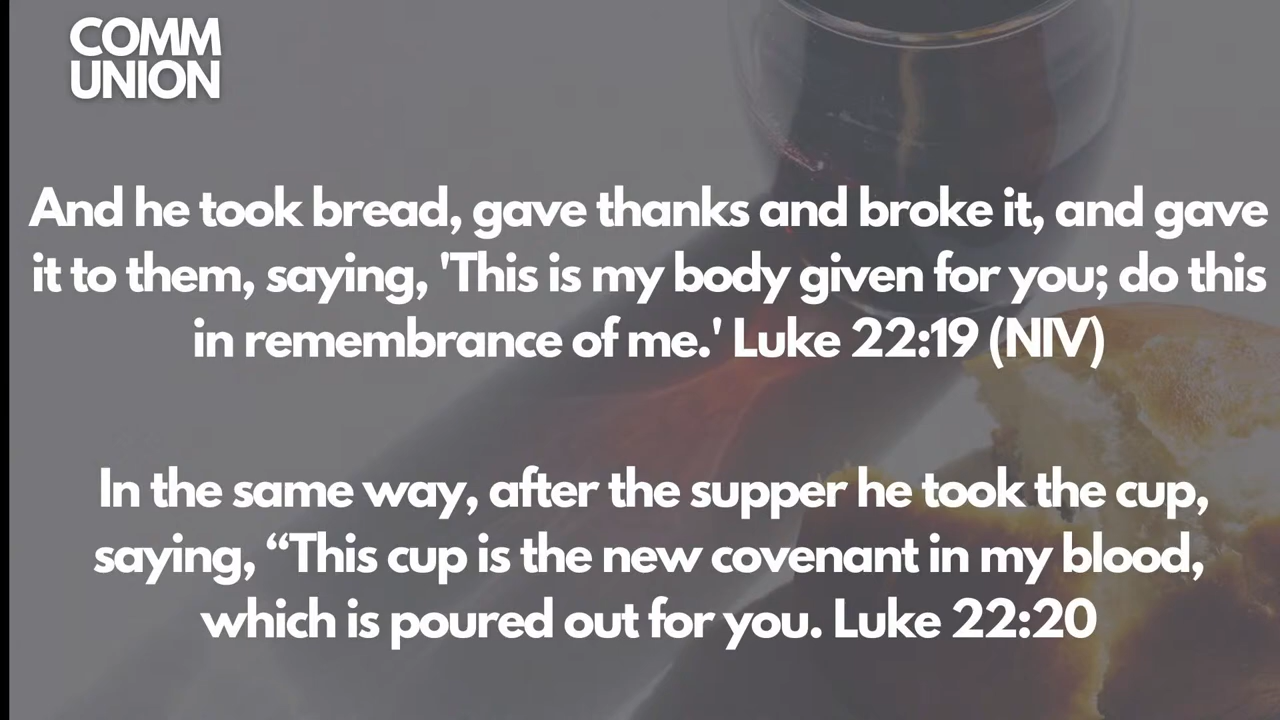 COMM
UNION
And he took bread, gave thanks and broke it, and gave
it to them, saying, 'This is my body given for you; do this
in remembrance of me.' Luke 22:19 (NIV)
In the same way, after the supper he took the cup,
saying, “This cup is the new covenant in my blood,
which is poured out for you. Luke 22:20